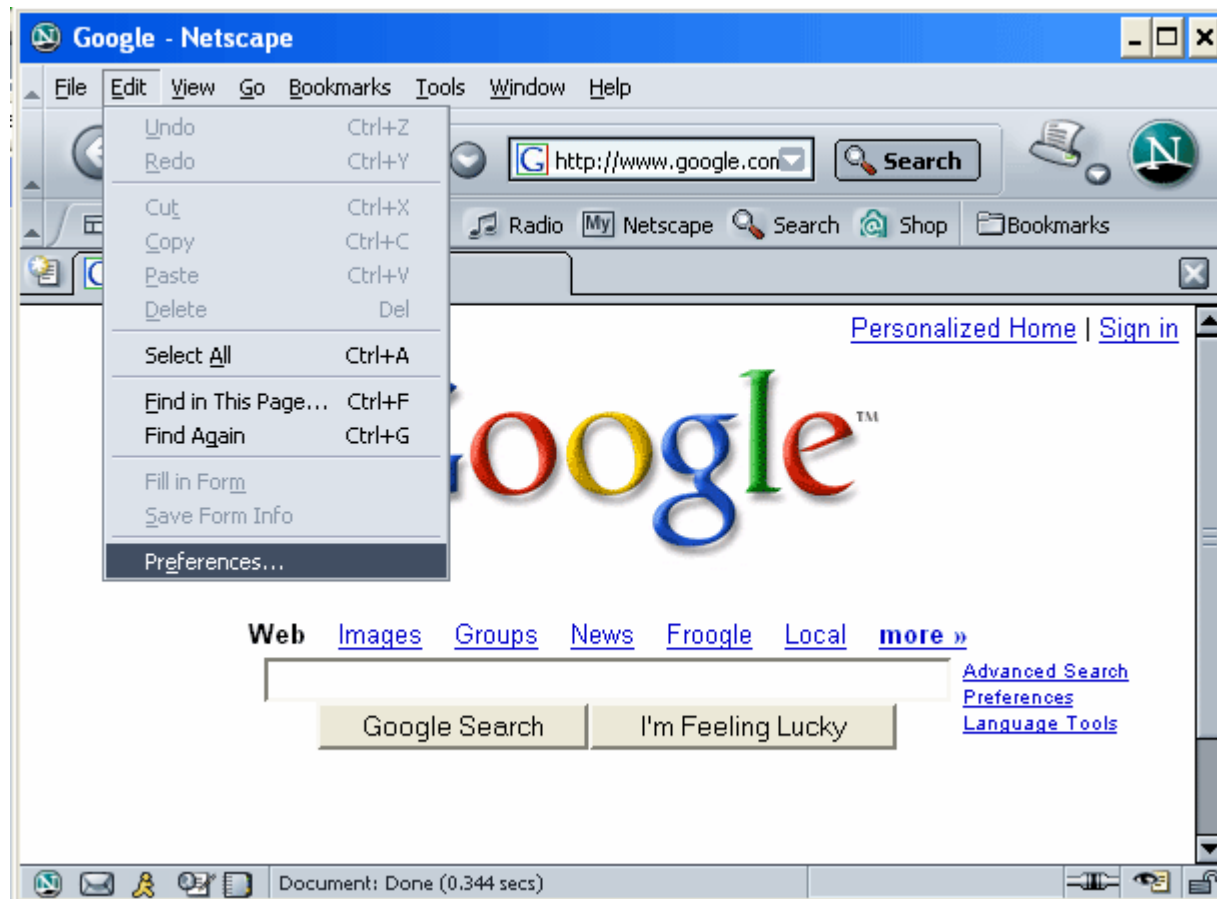 Google - Netscape
File Edit View Go Bookmarks Tools Window Help
Undo Ctrl+Z
Redo Ctrl+Y
Cut Ctrl+X
Copy Ctrl+C
Paste Ctrl+V
Delete Del
Select All Ctrl+A
Find in This Page... Ctrl+F
Find Again Ctrl+G
Fill in Form
Save Form Info
Preferences...
http://www.google.com
Search
Radio My Netscape Search Shop Bookmarks
Personalized Home | Sign in
Google™
Web Images Groups News Froogle Local more »
Advanced Search
Preferences
Language Tools
Google Search I'm Feeling Lucky
Document: Done (0.344 secs)